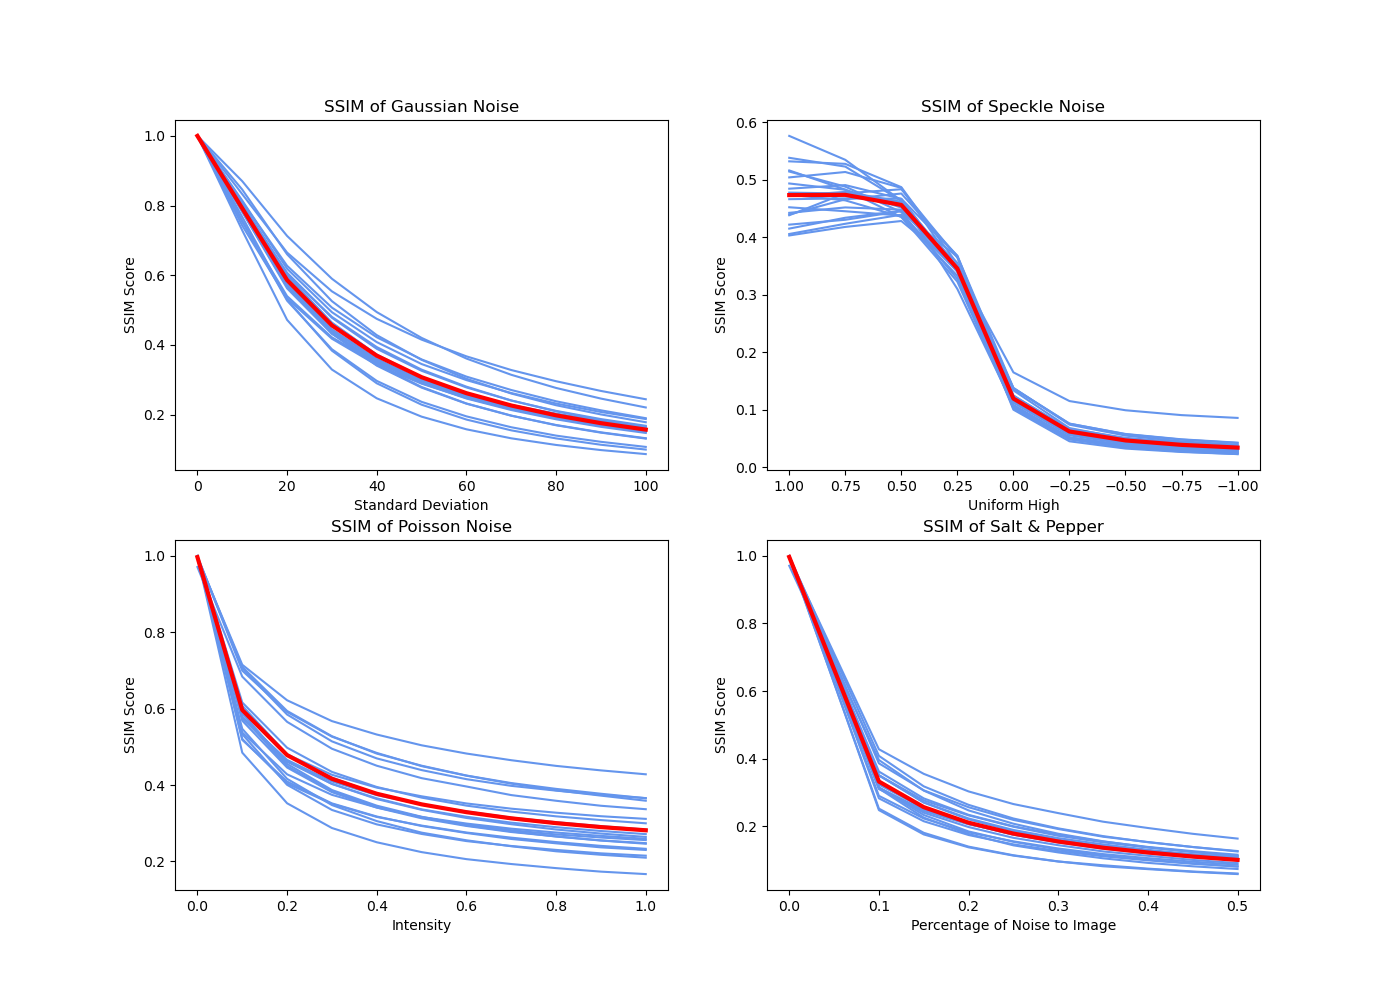 SSIM of Gaussian Noise
SSIM Score
1.0
0.8
0.6
0.4
0.2
0 20 40 60 80 100
Standard Deviation
SSIM of Speckle Noise
SSIM Score
0.6
0.5
0.4
0.3
0.2
0.1
0.0
1.00 0.75 0.50 0.25 0.00 −0.25 −0.50 −0.75 −1.00
Uniform High
SSIM of Poisson Noise
SSIM Score
1.0
0.8
0.6
0.4
0.2
0.0 0.2 0.4 0.6 0.8 1.0
Intensity
SSIM of Salt & Pepper
SSIM Score
1.0
0.8
0.6
0.4
0.2
0.0 0.1 0.2 0.3 0.4 0.5
Percentage of Noise to Image